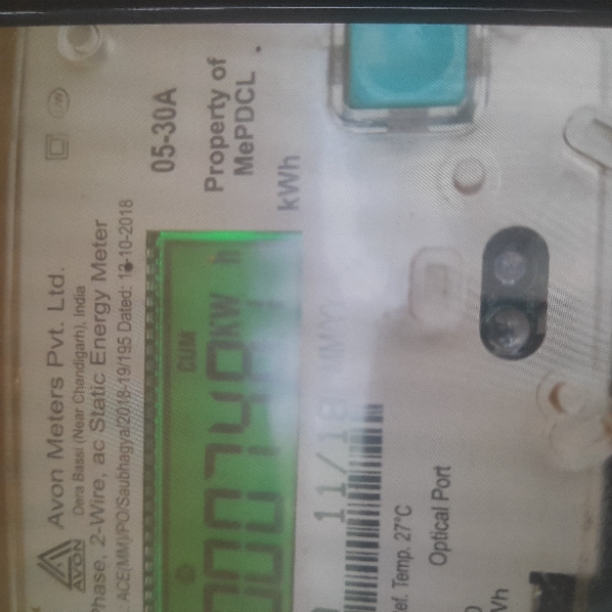 AVON
Avon Meters Pvt. Ltd.
Dera Bassi (Near Chandigarh), India
Phase, 2-Wire, ac Static Energy Meter
ACE(MM)/PO/Saubhagya/2018-19/195 Dated: 12-10-2018
05-30A
Property of
MePDCL
kWh
CUM
kW h
11/18
Ref. Temp. 27°C
Optical Port